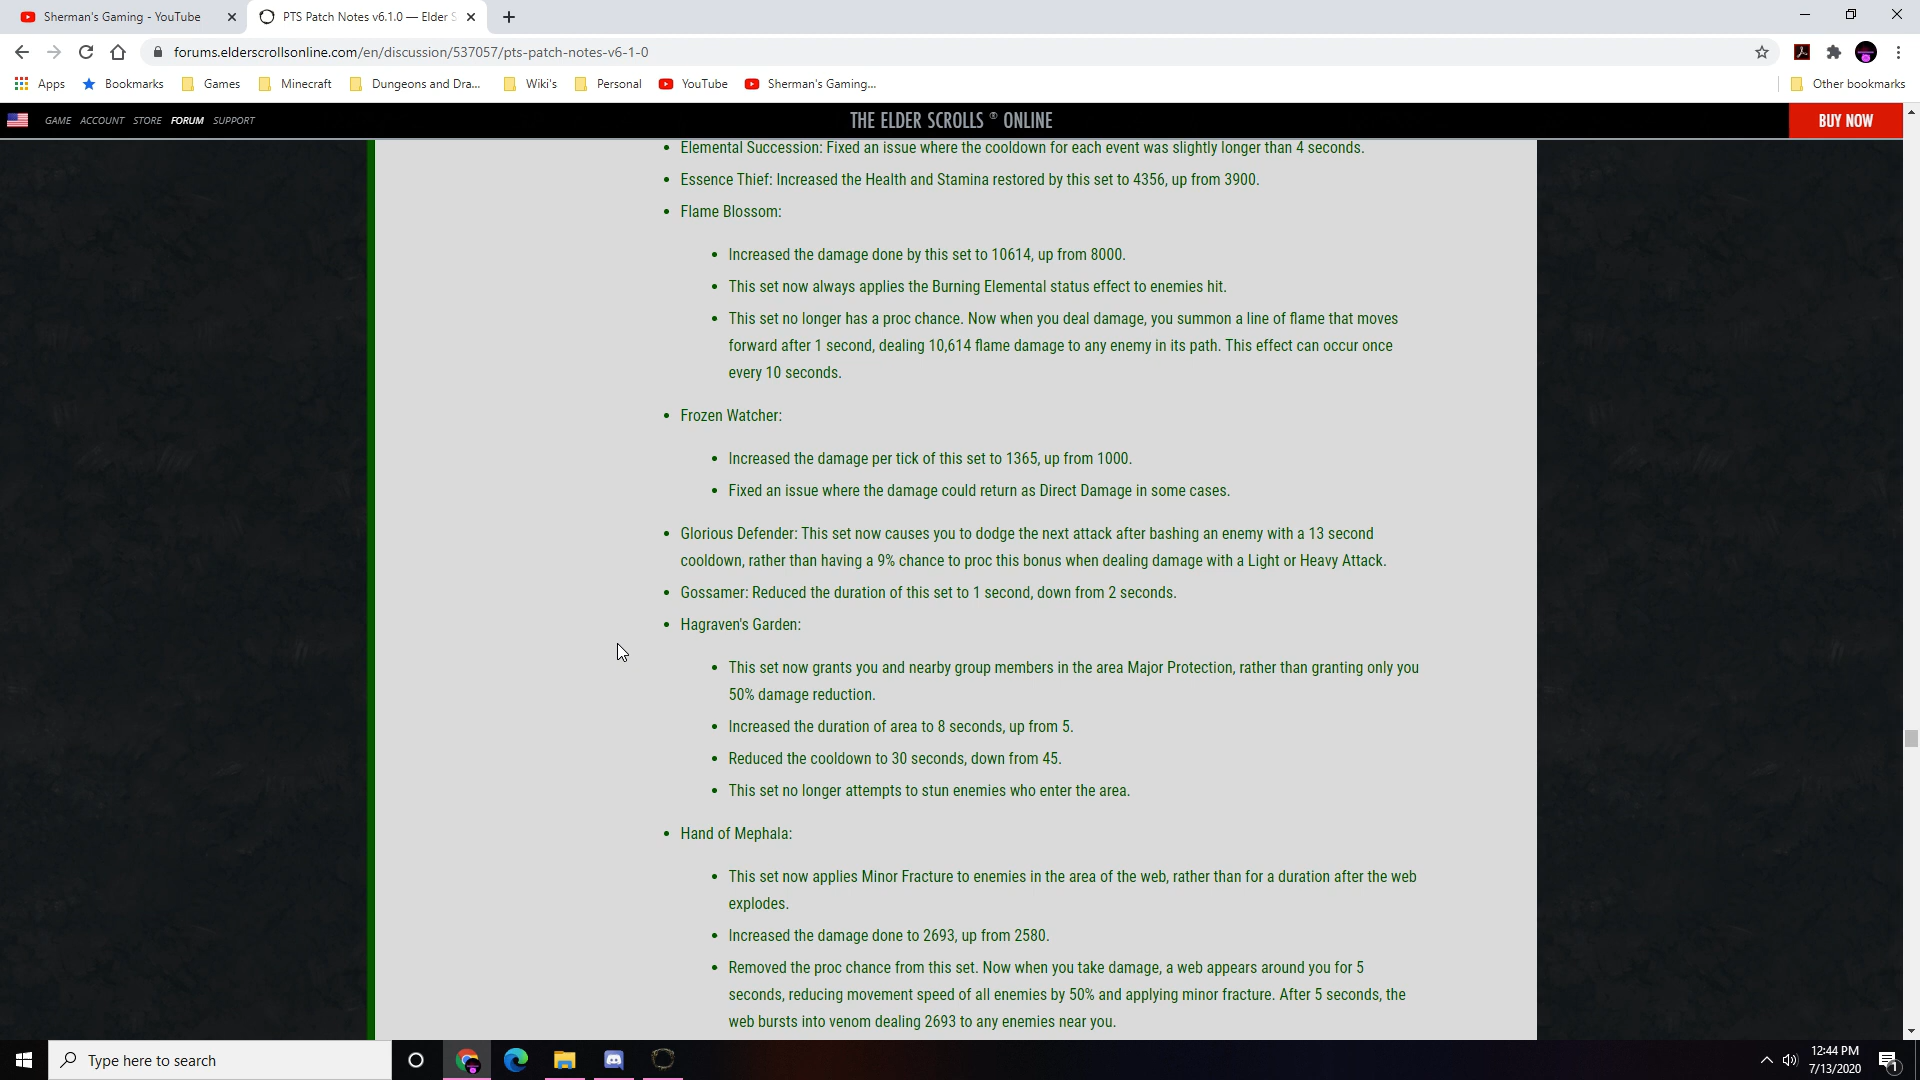 Sherman's Gaming - YouTube
PTS Patch Notes v6.1.0 — Elder S
forums.elderscrollsonline.com/en/discussion/537057/pts-patch-notes-v6-1-0
Apps Bookmarks Games Minecraft Dungeons and Dra... Wiki's Personal YouTube Sherman's Gaming... Other bookmarks
GAME ACCOUNT STORE FORUM SUPPORT
THE ELDER SCROLLS ® ONLINE
BUY NOW
• Elemental Succession: Fixed an issue where the cooldown for each event was slightly longer than 4 seconds.
• Essence Thief: Increased the Health and Stamina restored by this set to 4356, up from 3900.
• Flame Blossom:
• Increased the damage done by this set to 10614, up from 8000.
• This set now always applies the Burning Elemental status effect to enemies hit.
• This set no longer has a proc chance. Now when you deal damage, you summon a line of flame that moves
forward after 1 second, dealing 10,614 flame damage to any enemy in its path. This effect can occur once
every 10 seconds.
• Frozen Watcher:
• Increased the damage per tick of this set to 1365, up from 1000.
• Fixed an issue where the damage could return as Direct Damage in some cases.
• Glorious Defender: This set now causes you to dodge the next attack after bashing an enemy with a 13 second
cooldown, rather than having a 9% chance to proc this bonus when dealing damage with a Light or Heavy Attack.
• Gossamer: Reduced the duration of this set to 1 second, down from 2 seconds.
• Hagraven's Garden:
• This set now grants you and nearby group members in the area Major Protection, rather than granting only you
50% damage reduction.
• Increased the duration of area to 8 seconds, up from 5.
• Reduced the cooldown to 30 seconds, down from 45.
• This set no longer attempts to stun enemies who enter the area.
• Hand of Mephala:
• This set now applies Minor Fracture to enemies in the area of the web, rather than for a duration after the web
explodes.
• Increased the damage done to 2693, up from 2580.
• Removed the proc chance from this set. Now when you take damage, a web appears around you for 5
seconds, reducing movement speed of all enemies by 50% and applying minor fracture. After 5 seconds, the
web bursts into venom dealing 2693 to any enemies near you.
Type here to search
12:44 PM
7/13/2020
1